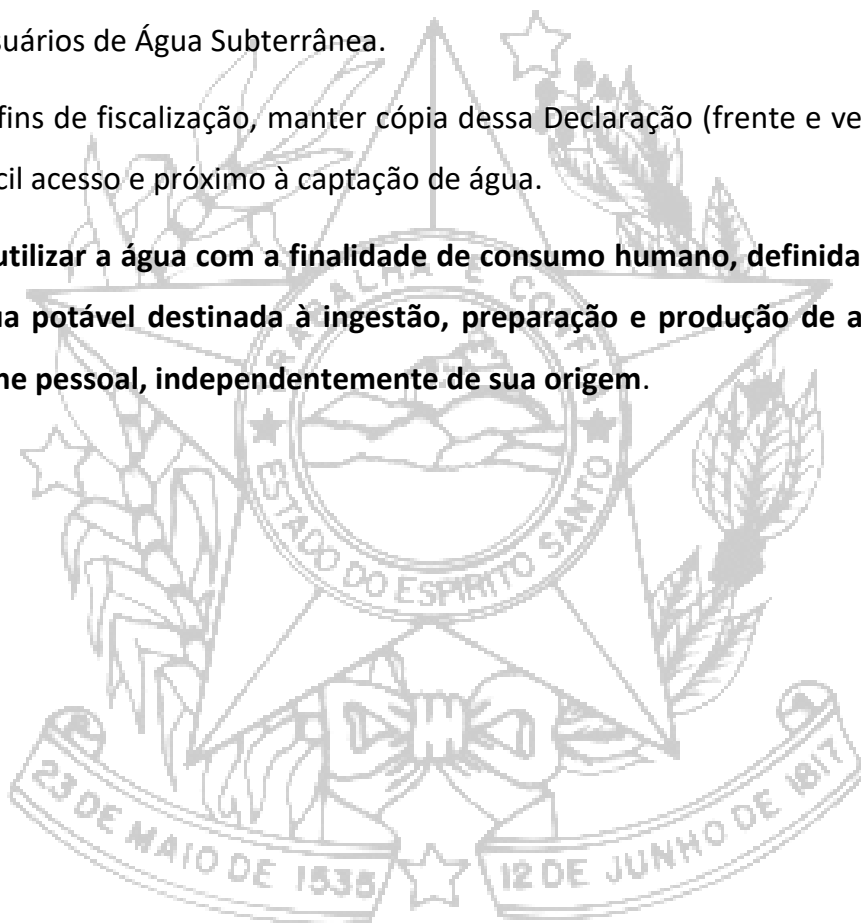 suários de Água Subterrânea.
fins de fiscalização, manter cópia dessa Declaração (frente e ve
cil acesso e próximo à captação de água.
utilizar a água com a finalidade de consumo humano, definida
ua potável destinada à ingestão, preparação e produção de a
ne pessoal, independentemente de sua origem.
TRABALHA E CONFIA
ESTADO DO ESPIRITO SANTO
23 DE MAIO DE 1535
12 DE JUNHO DE 1817